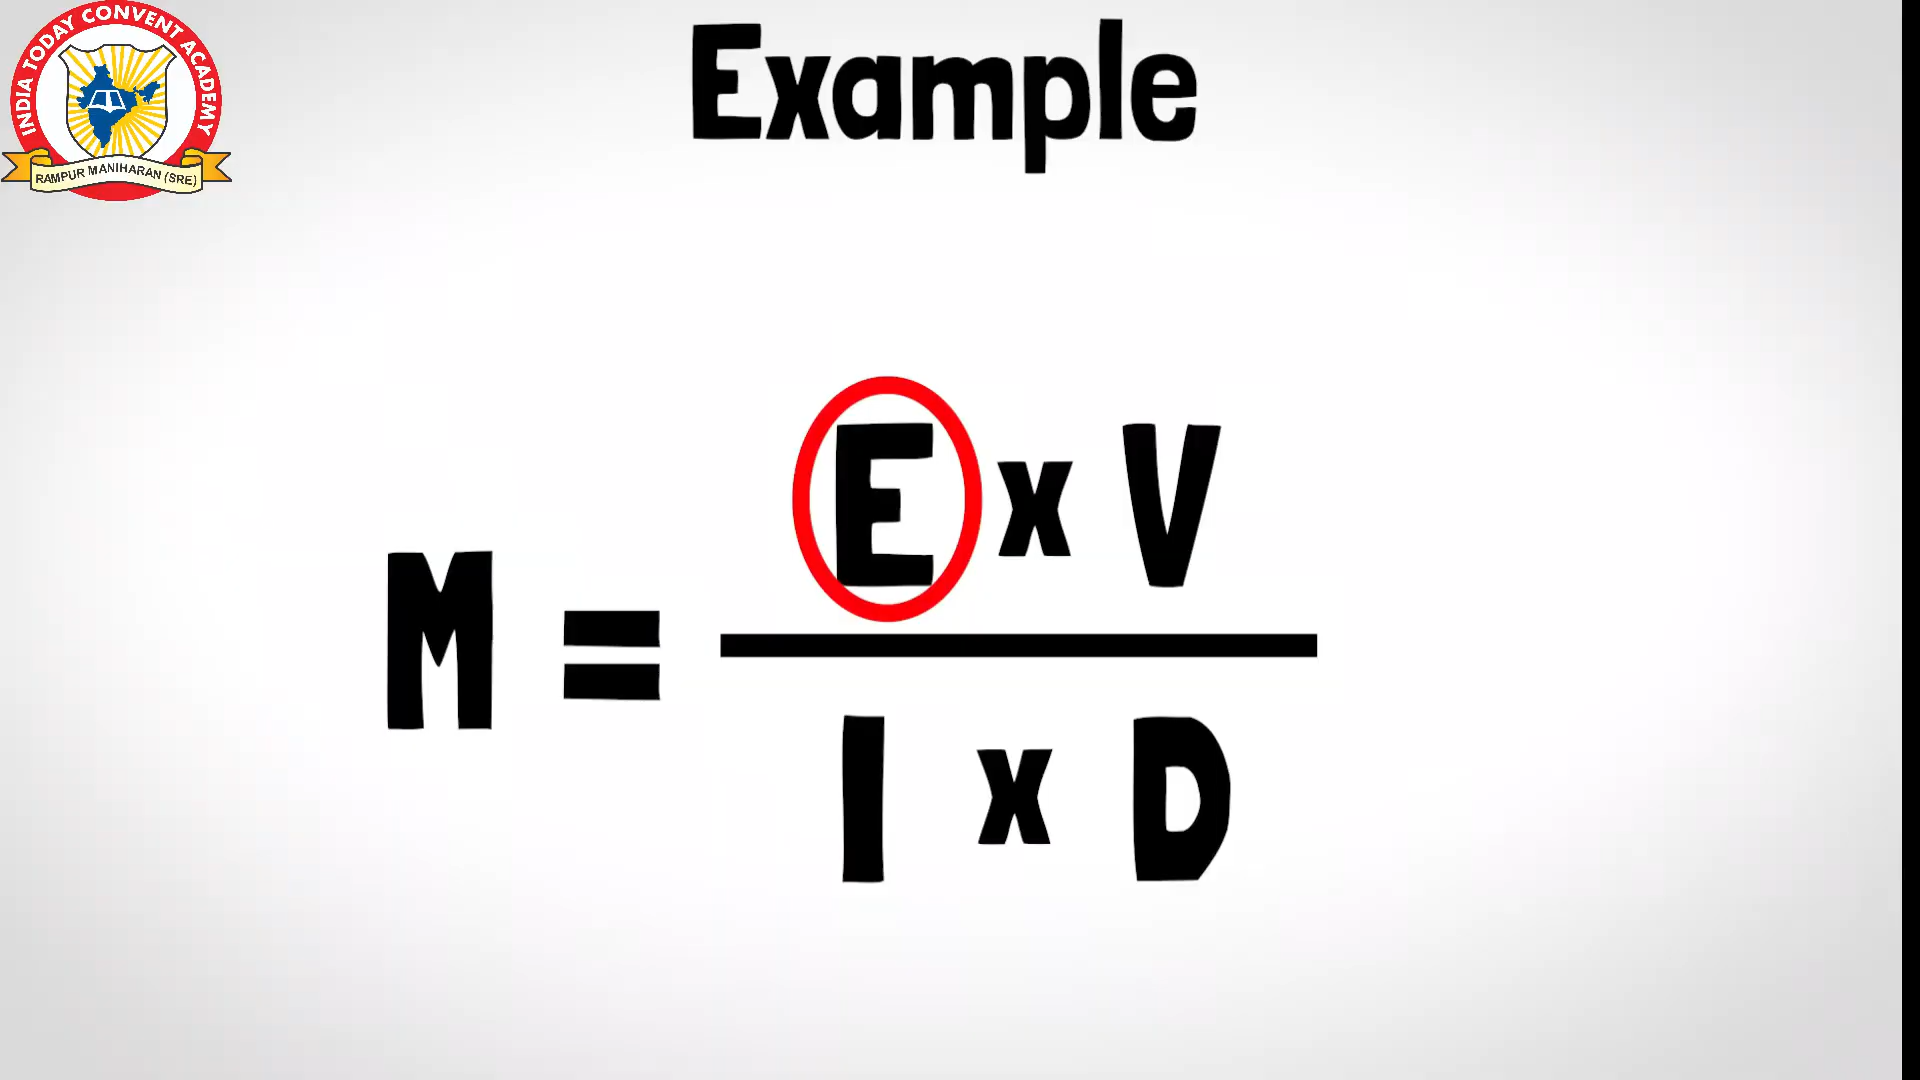 INDIA TODAY CONVENT ACADEMY
RAMPUR MANIHARAN (SRE)
Example
E x V
M =
I x D